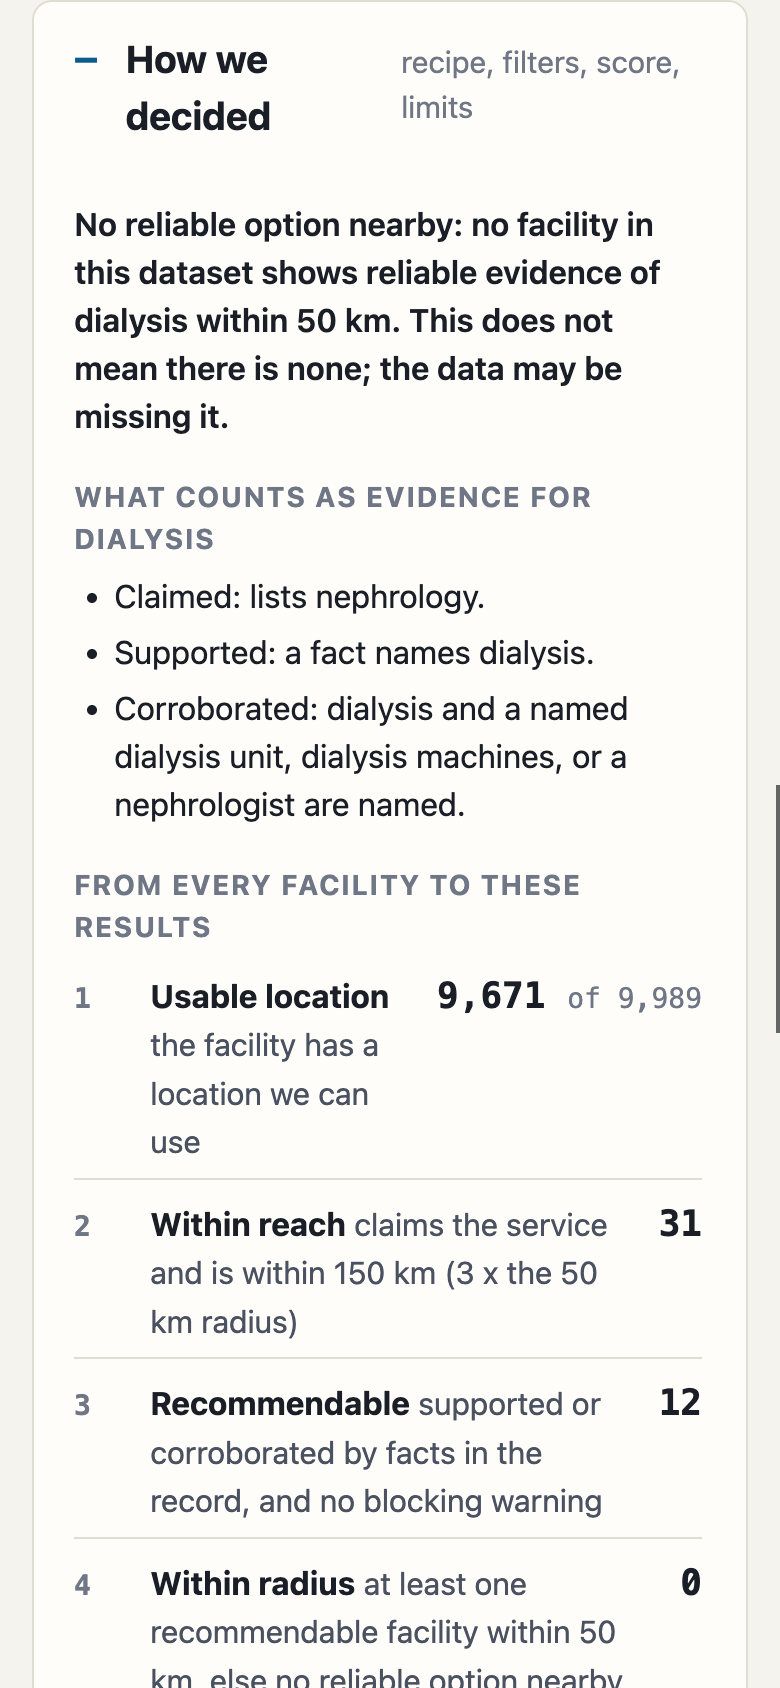 – How we decided
recipe, filters, score, limits
No reliable option nearby: no facility in
this dataset shows reliable evidence of
dialysis within 50 km. This does not
mean there is none; the data may be
missing it.
WHAT COUNTS AS EVIDENCE FOR
DIALYSIS
• Claimed: lists nephrology.
• Supported: a fact names dialysis.
• Corroborated: dialysis and a named
dialysis unit, dialysis machines, or a
nephrologist are named.
FROM EVERY FACILITY TO THESE
RESULTS
1 Usable location 9,671 of 9,989
the facility has a
location we can
use
2 Within reach claims the service 31
and is within 150 km (3 x the 50
km radius)
3 Recommendable supported or 12
corroborated by facts in the
record, and no blocking warning
4 Within radius at least one 0
recommendable facility within 50
km, else no reliable option nearby